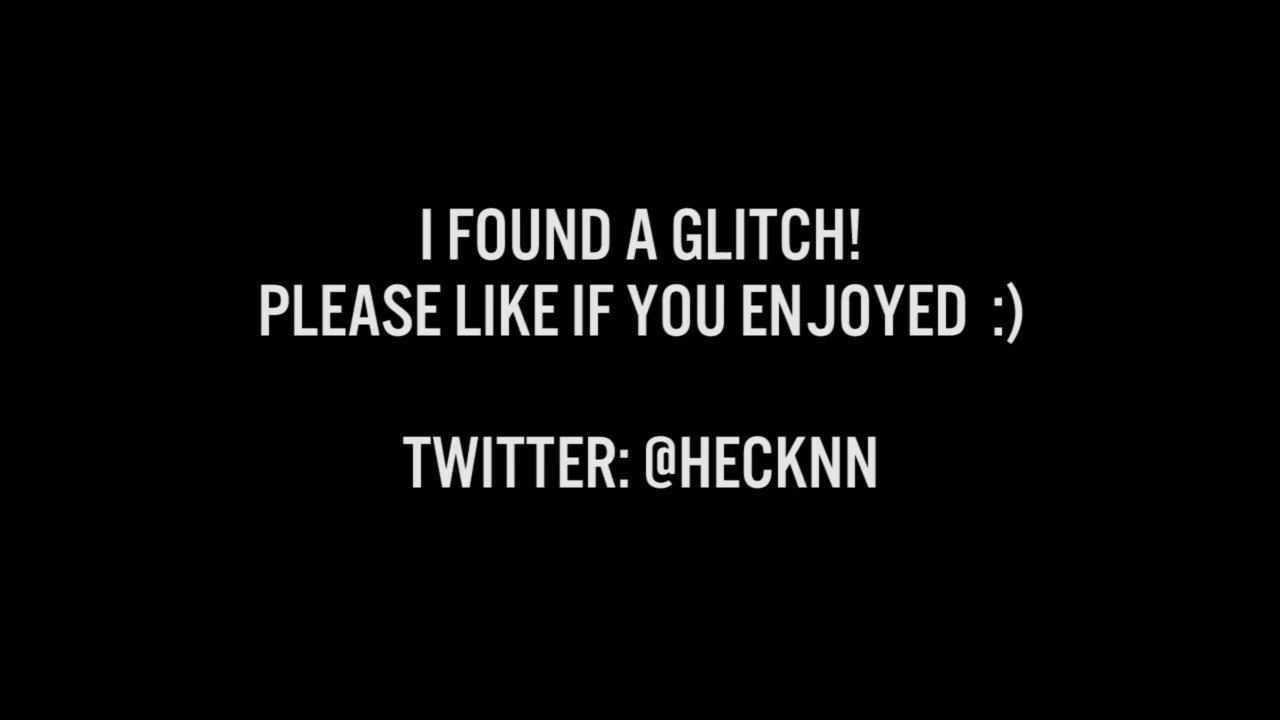 I FOUND A GLITCH!
PLEASE LIKE IF YOU ENJOYED :)
TWITTER: @HECKNN